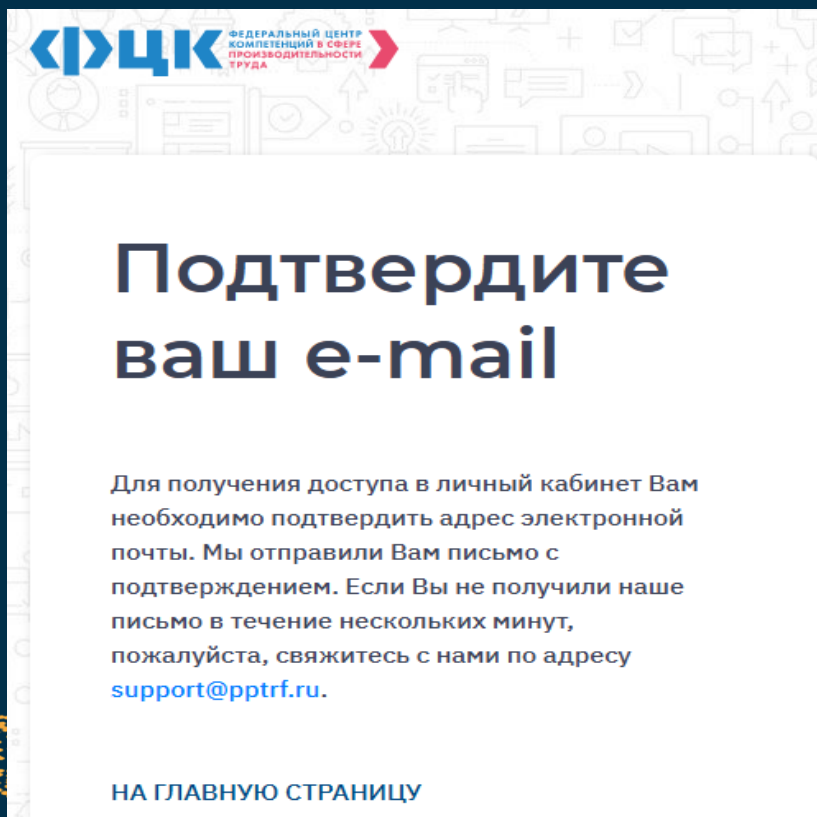 ФЦК
ФЕДЕРАЛЬНЫЙ ЦЕНТР
КОМПЕТЕНЦИЙ В СФЕРЕ
ПРОИЗВОДИТЕЛЬНОСТИ
ТРУДА
Подтвердите
ваш e-mail
Для получения доступа в личный кабинет Вам
необходимо подтвердить адрес электронной
почты. Мы отправили Вам письмо с
подтверждением. Если Вы не получили наше
письмо в течение нескольких минут,
пожалуйста, свяжитесь с нами по адресу
support@pptrf.ru.
НА ГЛАВНУЮ СТРАНИЦУ